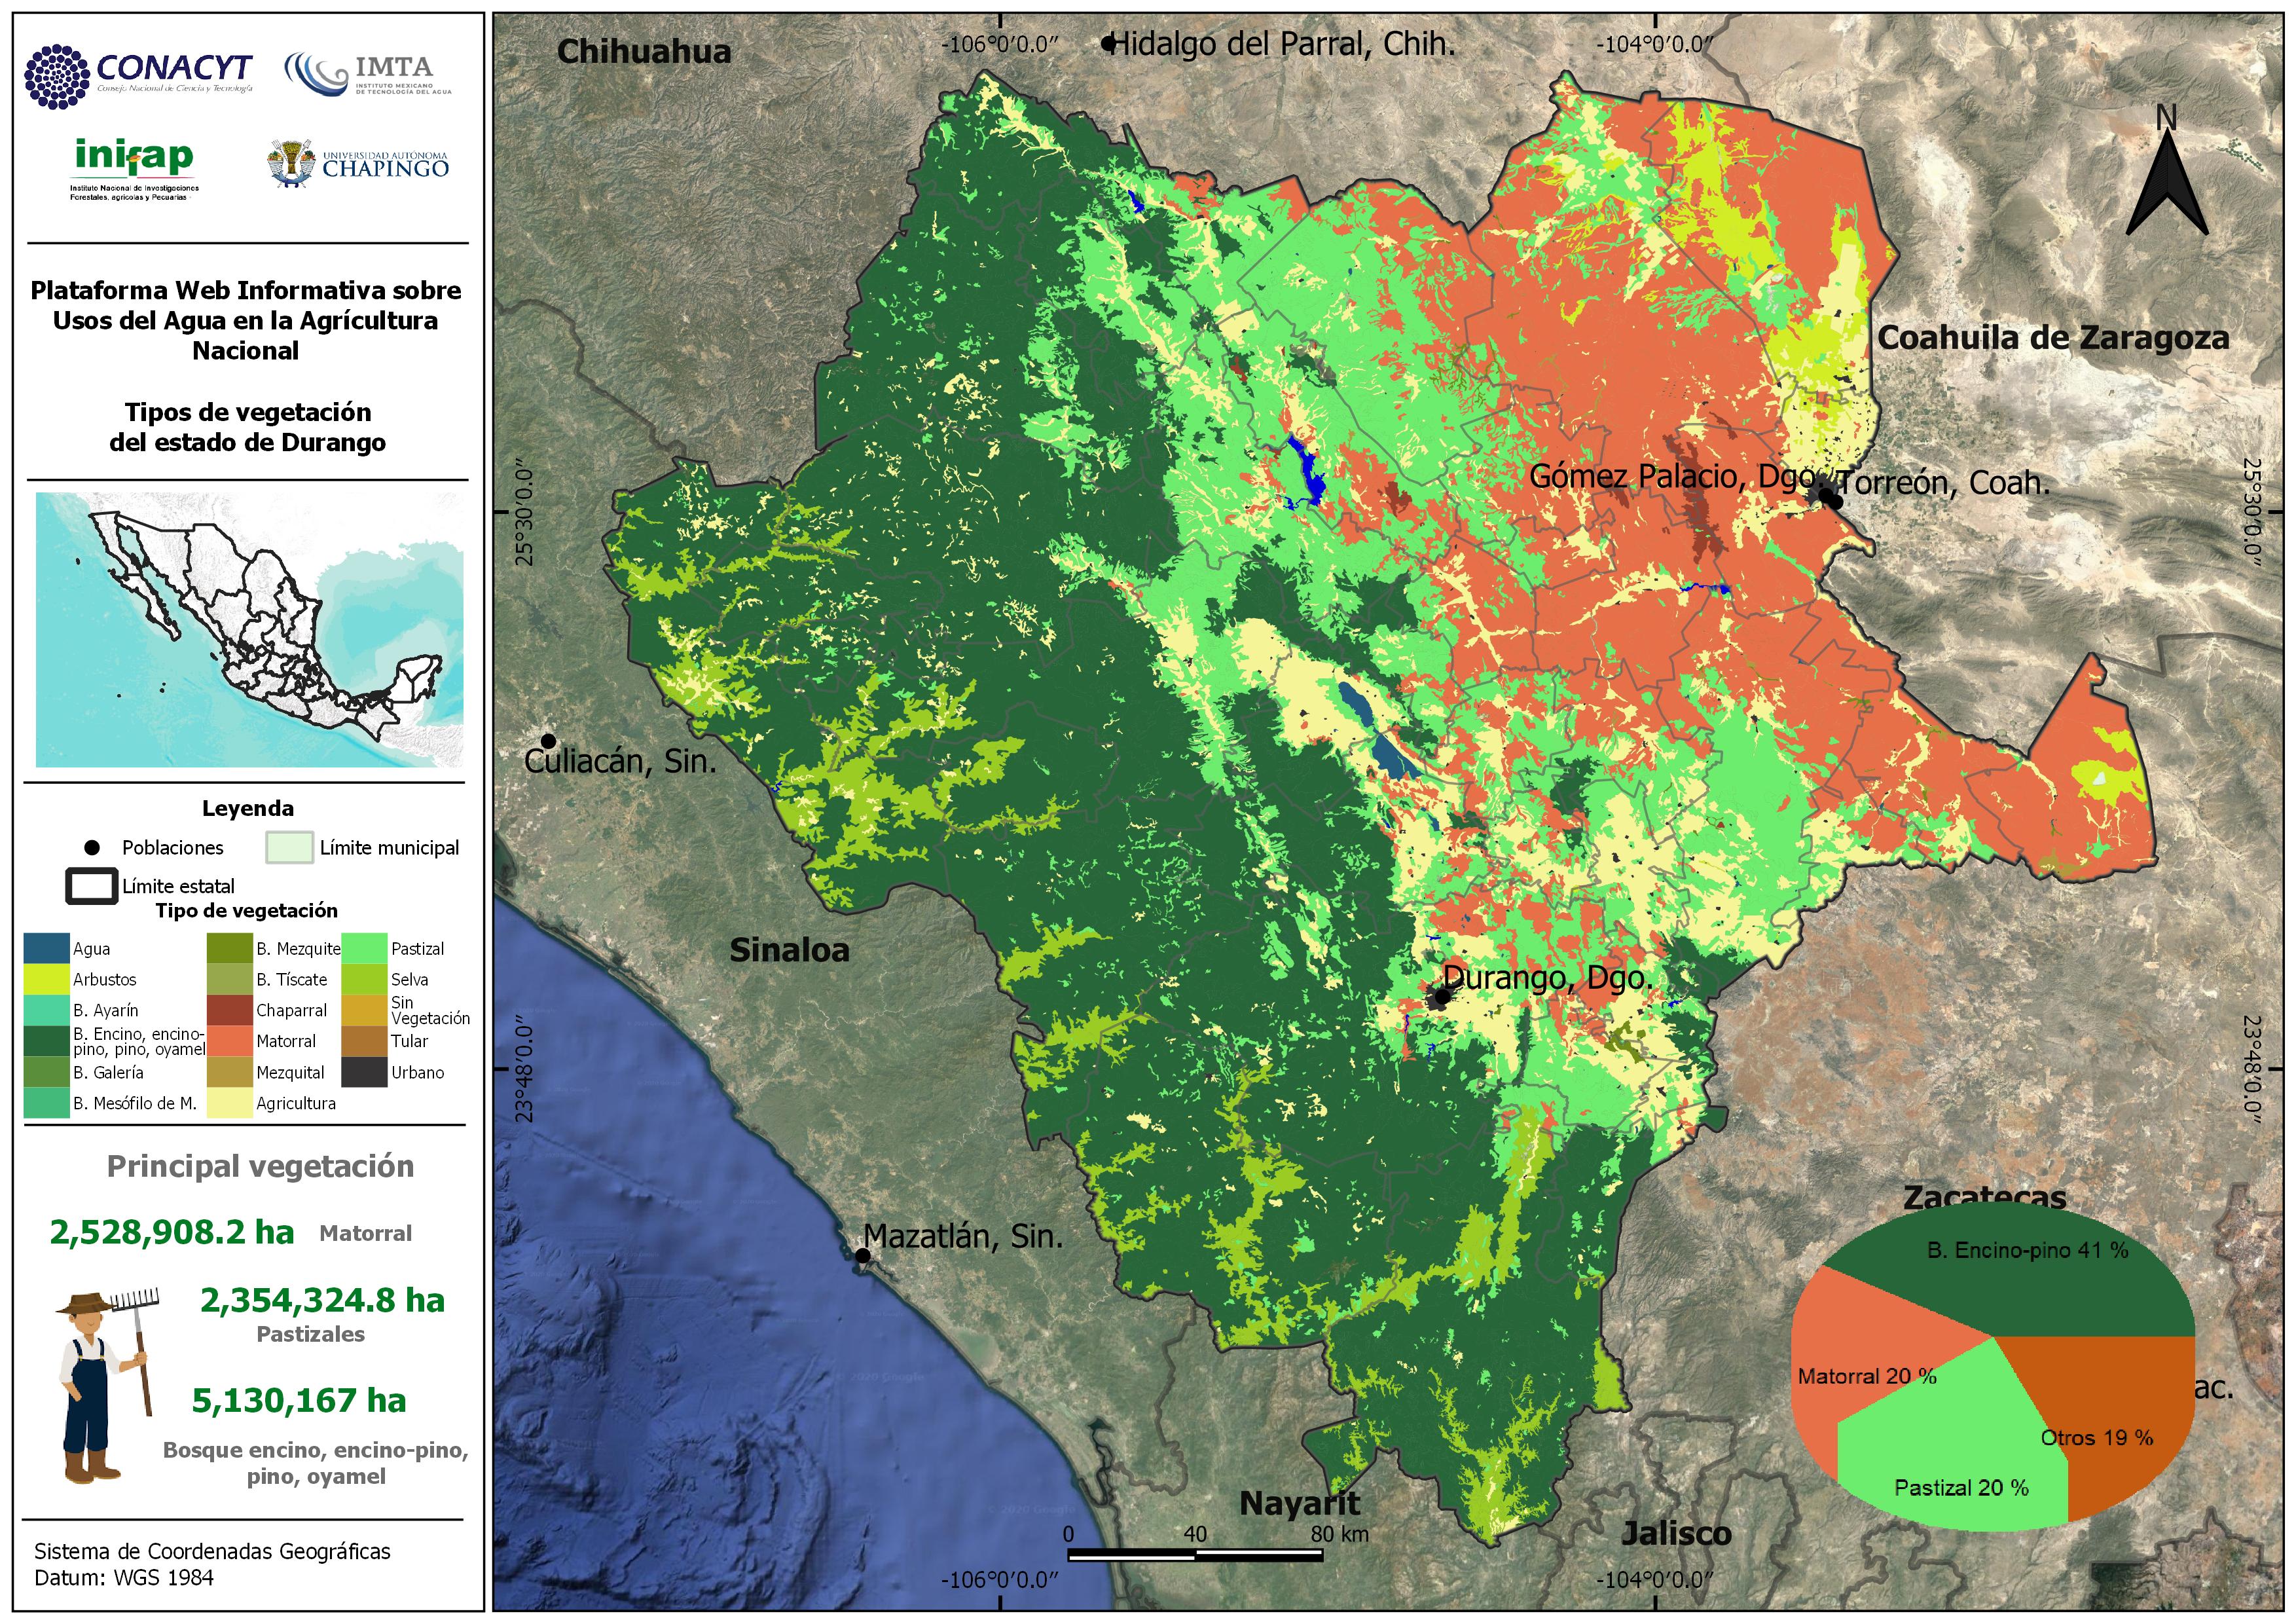 CONACYT
Consejo Nacional de Ciencia y Tecnología
IMTA
INSTITUTO MEXICANO
DE TECNOLOGÍA DEL AGUA
inifap
Instituto Nacional de Investigaciones
Forestales, agrícolas y Pecuarias -
UNIVERSIDAD AUTÓNOMA
CHAPINGO
Plataforma Web Informativa sobre
Usos del Agua en la Agrícultura
Nacional
Tipos de vegetación
del estado de Durango
Leyenda
Poblaciones
Límite municipal
Límite estatal
Tipo de vegetación
Agua
Arbustos
B. Ayarín
B. Encino, encino-
pino, pino, oyamel
B. Galería
B. Mesófilo de M.
B. Mezquite
B. Tíscate
Chaparral
Matorral
Mezquital
Agricultura
Pastizal
Selva
Sin
Vegetación
Tular
Urbano
Principal vegetación
2,528,908.2 ha Matorral
2,354,324.8 ha
Pastizales
5,130,167 ha
Bosque encino, encino-pino,
pino, oyamel
Sistema de Coordenadas Geográficas
Datum: WGS 1984
Chihuahua
-106°0′0.0″
Hidalgo del Parral, Chih.
-104°0′0.0″
N
Coahuila de Zaragoza
25°30′0.0″
Gómez Palacio, Dgo.
Torreón, Coah.
25°30′0.0″
Culiacán, Sin.
Sinaloa
Durango, Dgo.
23°48′0.0″
23°48′0.0″
Mazatlán, Sin.
Zacatecas
B. Encino-pino 41 %
Matorral 20 %
ac.
Otros 19 %
Pastizal 20 %
© 2020 Google
© 2020 Google
Nayarit
Jalisco
0 40 80 km
-106°0′0.0″
-104°0′0.0″